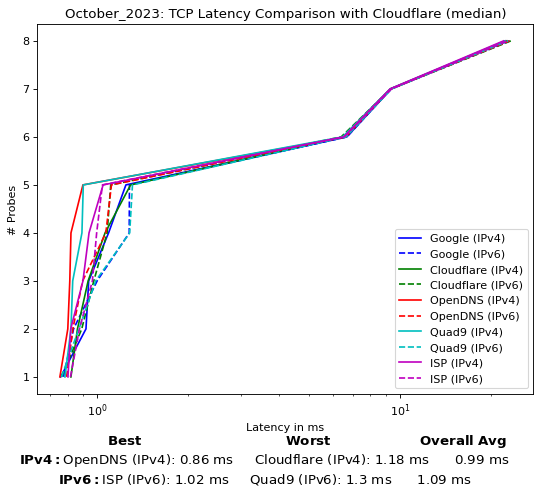 October_2023: TCP Latency Comparison with Cloudflare (median)
8
7
6
5
4
3
2
1
# Probes
Google (IPv4)
Google (IPv6)
Cloudflare (IPv4)
Cloudflare (IPv6)
OpenDNS (IPv4)
OpenDNS (IPv6)
Quad9 (IPv4)
Quad9 (IPv6)
ISP (IPv4)
ISP (IPv6)
10⁰ 10¹
Latency in ms
Best Worst Overall Avg
IPv4: OpenDNS (IPv4): 0.86 ms Cloudflare (IPv4): 1.18 ms 0.99 ms
IPv6: ISP (IPv6): 1.02 ms Quad9 (IPv6): 1.3 ms 1.09 ms